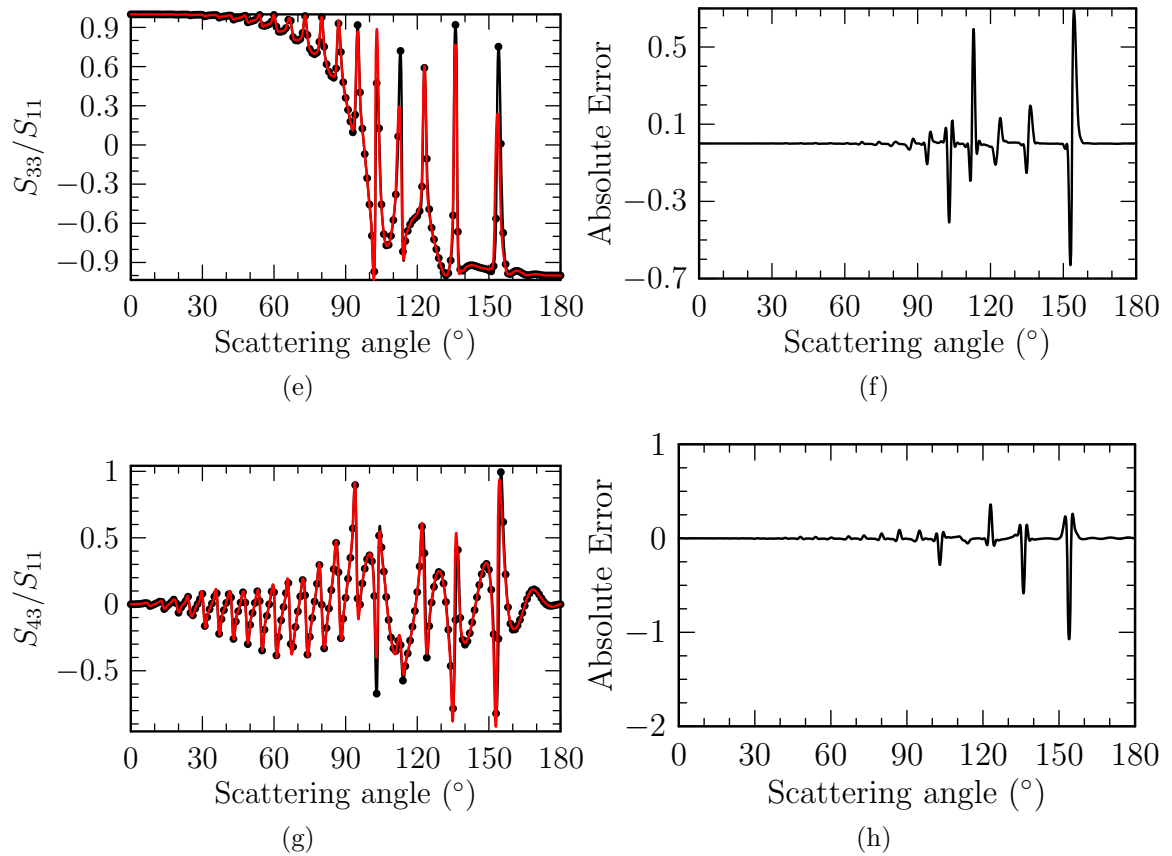 0.9
0.6
0.3
0
−0.3
−0.6
−0.9
S33/S11
0 30 60 90 120 150 180
Scattering angle (°)
(e)
0.5
0.1
−0.3
−0.7
Absolute Error
0 30 60 90 120 150 180
Scattering angle (°)
(f)
1
0.5
0
−0.5
S43/S11
0 30 60 90 120 150 180
Scattering angle (°)
(g)
1
0
−1
−2
Absolute Error
0 30 60 90 120 150 180
Scattering angle (°)
(h)